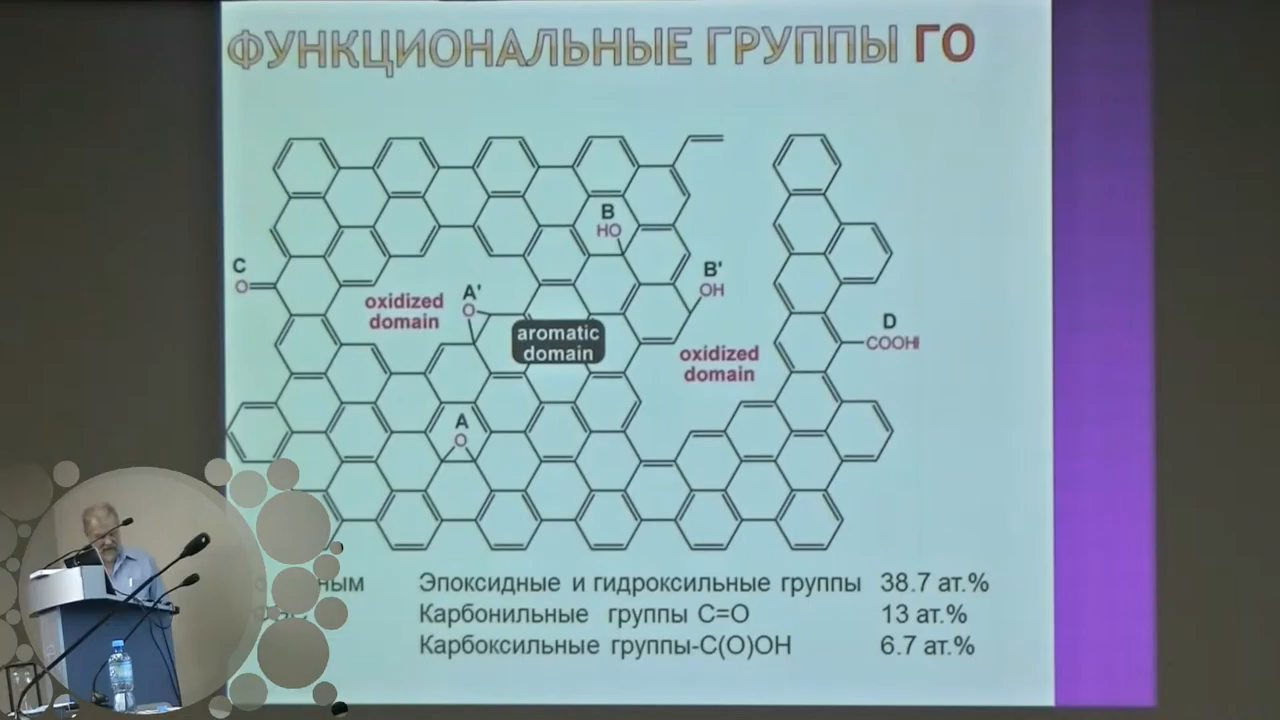 ФУНКЦИОНАЛЬНЫЕ ГРУППЫ ГО
B
HO
C
O
B'
OH
A'
O
oxidized
domain
aromatic
domain
D
COOH
oxidized
domain
A
O
Эпоксидные и гидроксильные группы 38.7 ат.%
Карбонильные группы C=O 13 ат.%
Карбоксильные группы-C(O)OH 6.7 ат.%